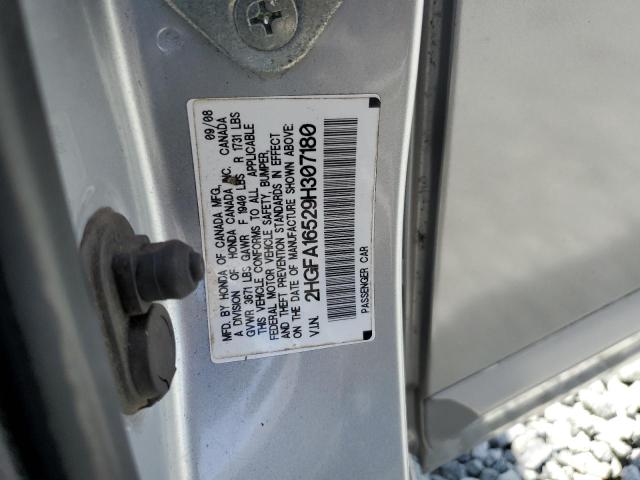 MFD. BY HONDA OF CANADA MFG. 09/08
A DIVISION OF HONDA CANADA INC. CANADA
GVWR 3671 LBS GAWR F 1940 LBS R 1731 LBS
THIS VEHICLE CONFORMS TO ALL APPLICABLE
FEDERAL MOTOR VEHICLE SAFETY, BUMPER,
AND THEFT PREVENTION STANDARDS IN EFFECT
ON THE DATE OF MANUFACTURE SHOWN ABOVE.
V.I.N. 2HGFA16529H307180
PASSENGER CAR